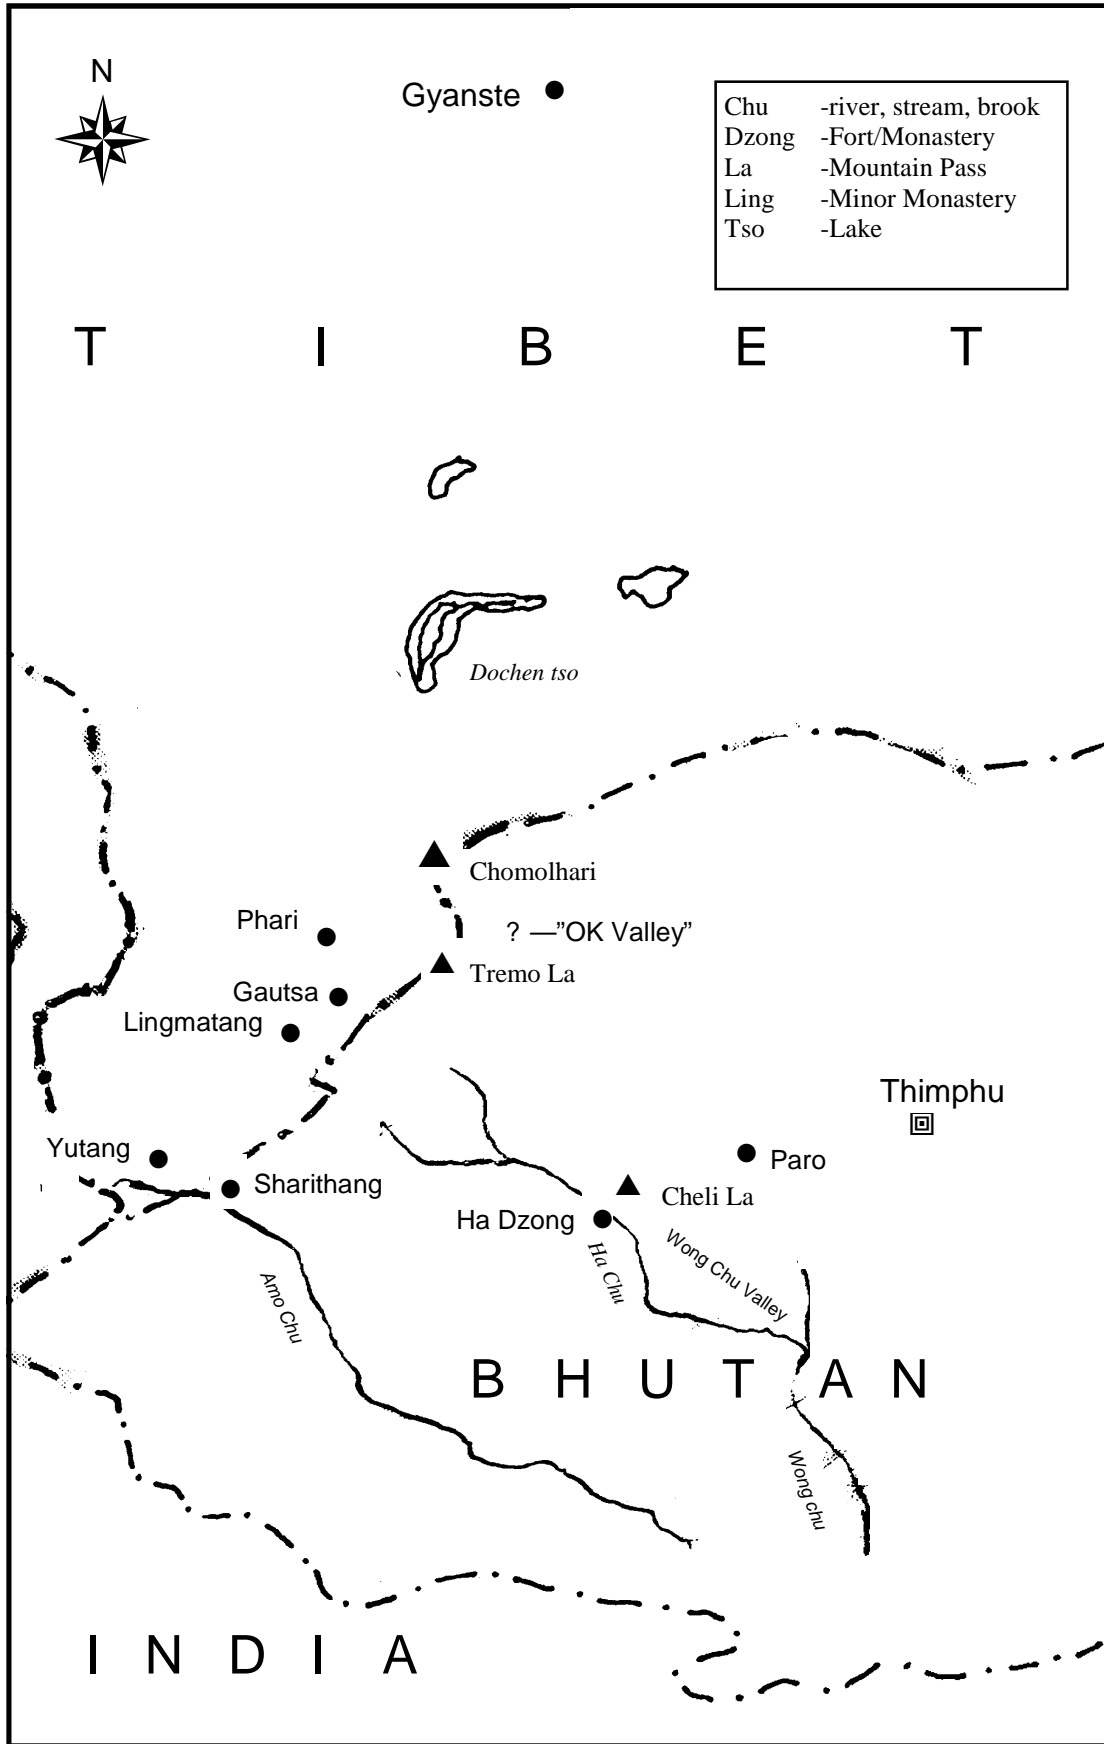 N
Gyanste
Chu -river, stream, brook
Dzong -Fort/Monastery
La -Mountain Pass
Ling -Minor Monastery
Tso -Lake
T I B E T
Dochen tso
Chomolhari
Phari
? —”OK Valley”
Tremo La
Gautsa
Lingmatang
Thimphu
Yutang
Paro
Sharithang
Cheli La
Ha Dzong
Ha Chu
Wong Chu Valley
Amo Chu
B H U T A N
Wong chu
I N D I A